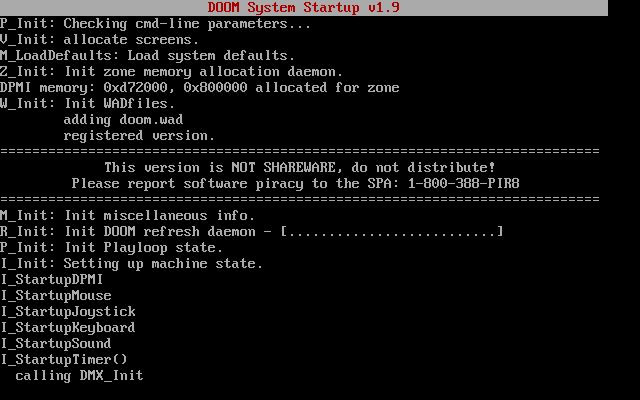 DOOM System Startup v1.9
P_Init: Checking cmd-line parameters...
V_Init: allocate screens.
M_LoadDefaults: Load system defaults.
Z_Init: Init zone memory allocation daemon.
DPMI memory: 0xd72000, 0x800000 allocated for zone
W_Init: Init WADfiles.
        adding doom.wad
        registered version.
===========================================================================
             This version is NOT SHAREWARE, do not distribute!
         Please report software piracy to the SPA: 1-800-388-PIR8
===========================================================================
M_Init: Init miscellaneous info.
R_Init: Init DOOM refresh daemon - [..........................]
P_Init: Init Playloop state.
I_Init: Setting up machine state.
I_StartupDPMI
I_StartupMouse
I_StartupJoystick
I_StartupKeyboard
I_StartupSound
I_StartupTimer()
  calling DMX_Init